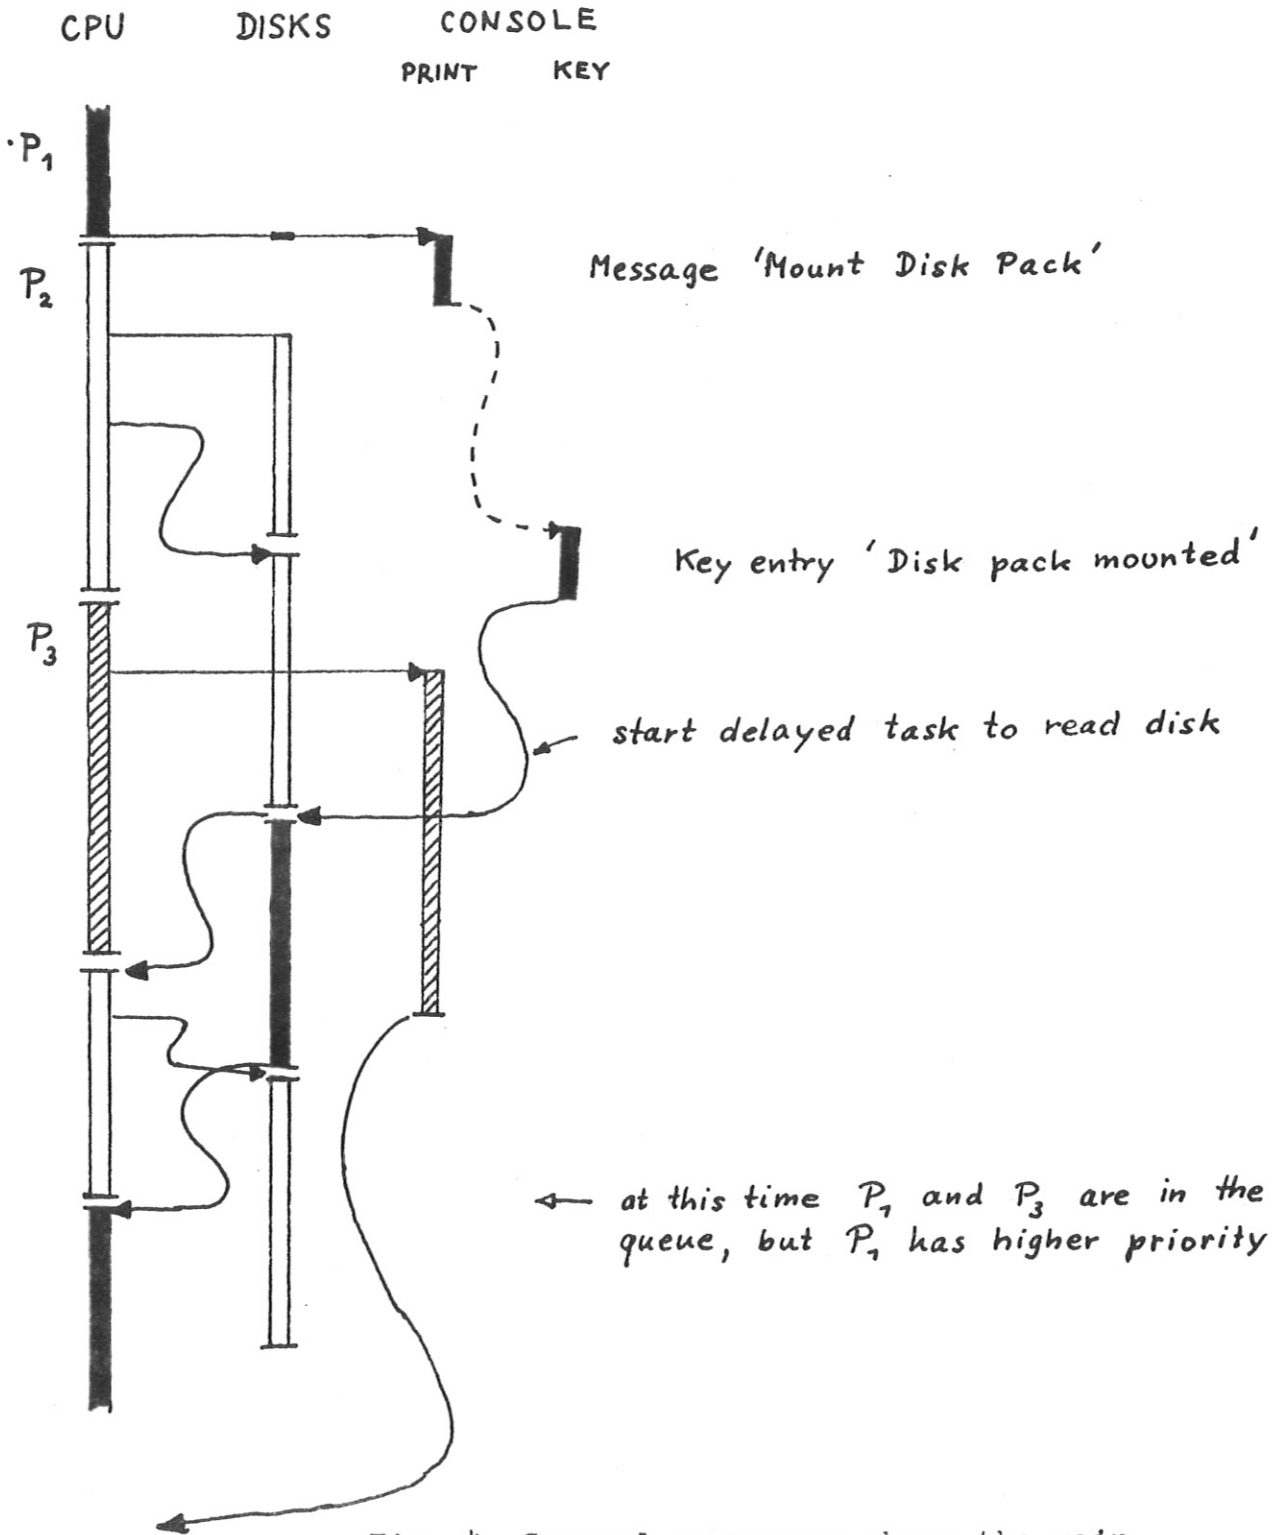 CPU DISKS CONSOLE
PRINT KEY
P₁
P₂
Message 'Mount Disk Pack'
Key entry 'Disk pack mounted'
P₃
start delayed task to read disk
at this time P₁ and P₃ are in the
queue, but P₁ has higher priority